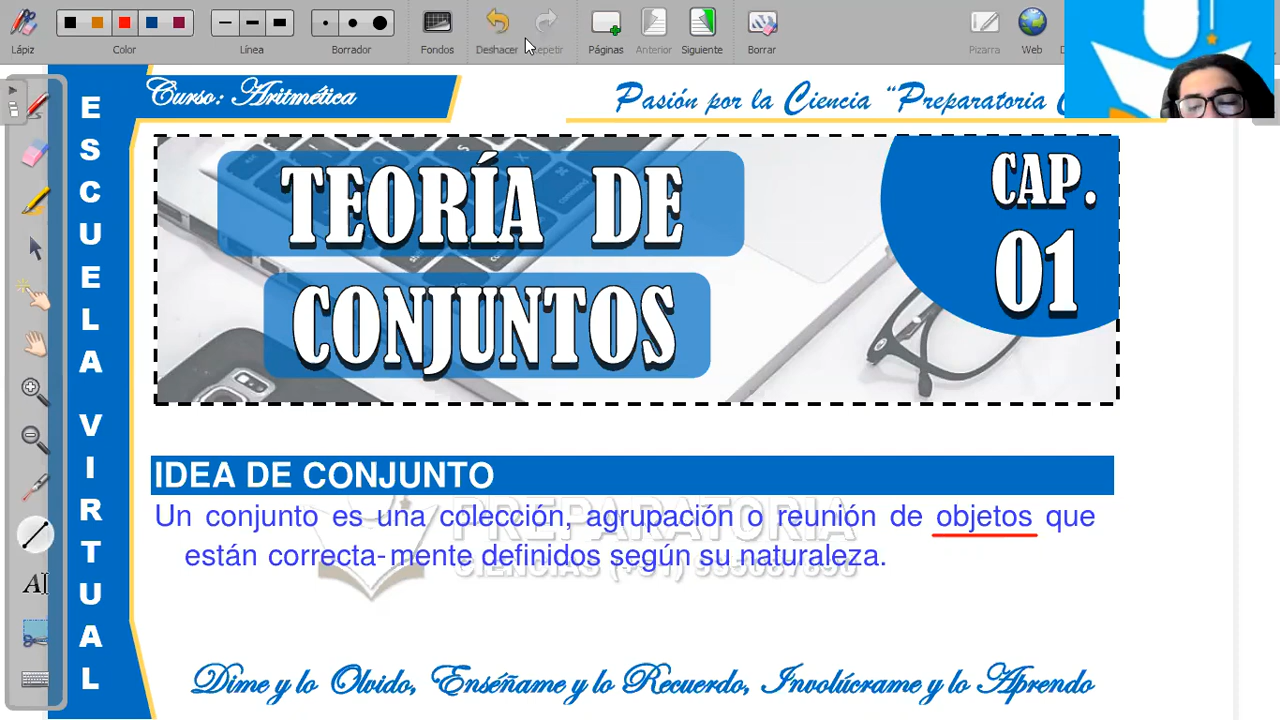 Lápiz
Color
Línea
Borrador
Fondos
Deshacer
Repetir
Páginas
Anterior
Siguiente
Borrar
Pizarra
Web
Curso: Aritmética
Pasión por la Ciencia “Preparatoria
ESCUELA VIRTUAL
TEORÍA DE
CONJUNTOS
CAP.
01
IDEA DE CONJUNTO
Un conjunto es una colección, agrupación o reunión de objetos que
están correcta-mente definidos según su naturaleza.
PREPARATORIA
Dime y lo Olvido, Enséñame y lo Recuerdo, Involúcrame y lo Aprendo